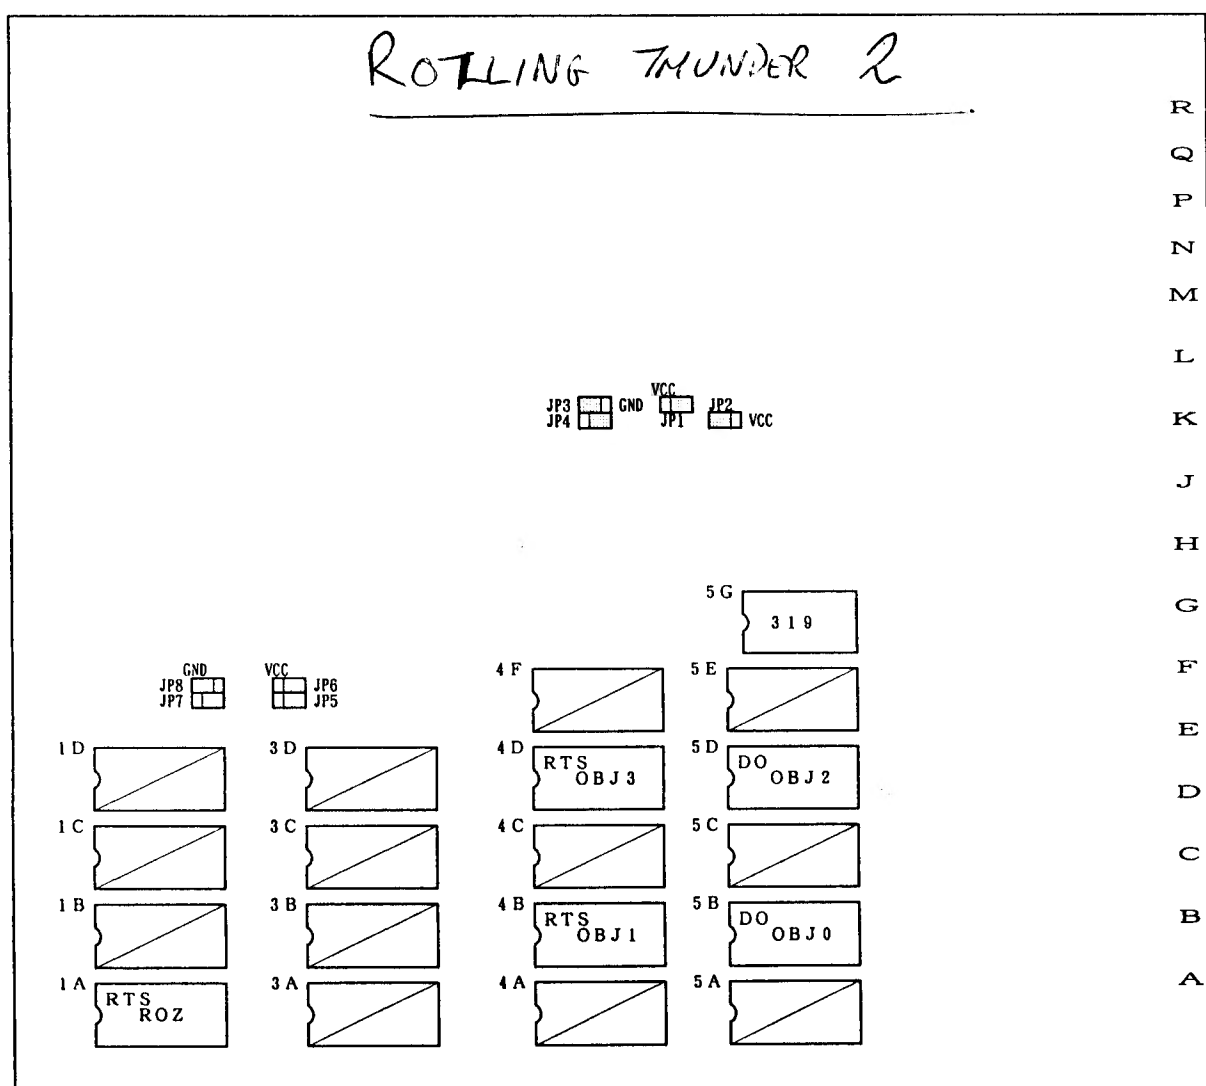 ROLLING THUNDER 2
R
Q
P
N
M
L
VCC
JP3 GND JP2
JP4 JP1 VCC
K
J
H
5G
319
G
GND VCC 4F 5E F
JP8 JP6
JP7 JP5
E
1D 3D 4D RTS 5D DO
OBJ3 OBJ2
D
1C 3C 4C 5C
C
1B 3B 4B RTS 5B DO
OBJ1 OBJ0
B
1A RTS 3A 4A 5A A
ROZ